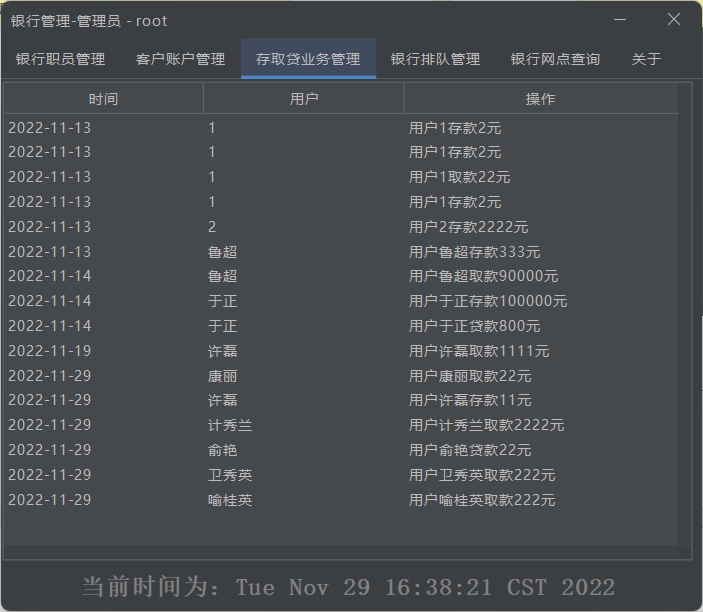 银行管理-管理员 - root
银行职员管理 客户账户管理 存取贷业务管理 银行排队管理 银行网点查询 关于
时间 用户 操作
2022-11-13 1 用户1存款2元
2022-11-13 1 用户1存款2元
2022-11-13 1 用户1取款22元
2022-11-13 1 用户1存款2元
2022-11-13 2 用户2存款2222元
2022-11-13 鲁超 用户鲁超存款333元
2022-11-14 鲁超 用户鲁超取款90000元
2022-11-14 于正 用户于正存款100000元
2022-11-14 于正 用户于正贷款800元
2022-11-19 许磊 用户许磊取款1111元
2022-11-29 康丽 用户康丽取款22元
2022-11-29 许磊 用户许磊存款11元
2022-11-29 计秀兰 用户计秀兰取款2222元
2022-11-29 俞艳 用户俞艳贷款22元
2022-11-29 卫秀英 用户卫秀英取款222元
2022-11-29 喻桂英 用户喻桂英取款222元
当前时间为：Tue Nov 29 16:38:21 CST 2022